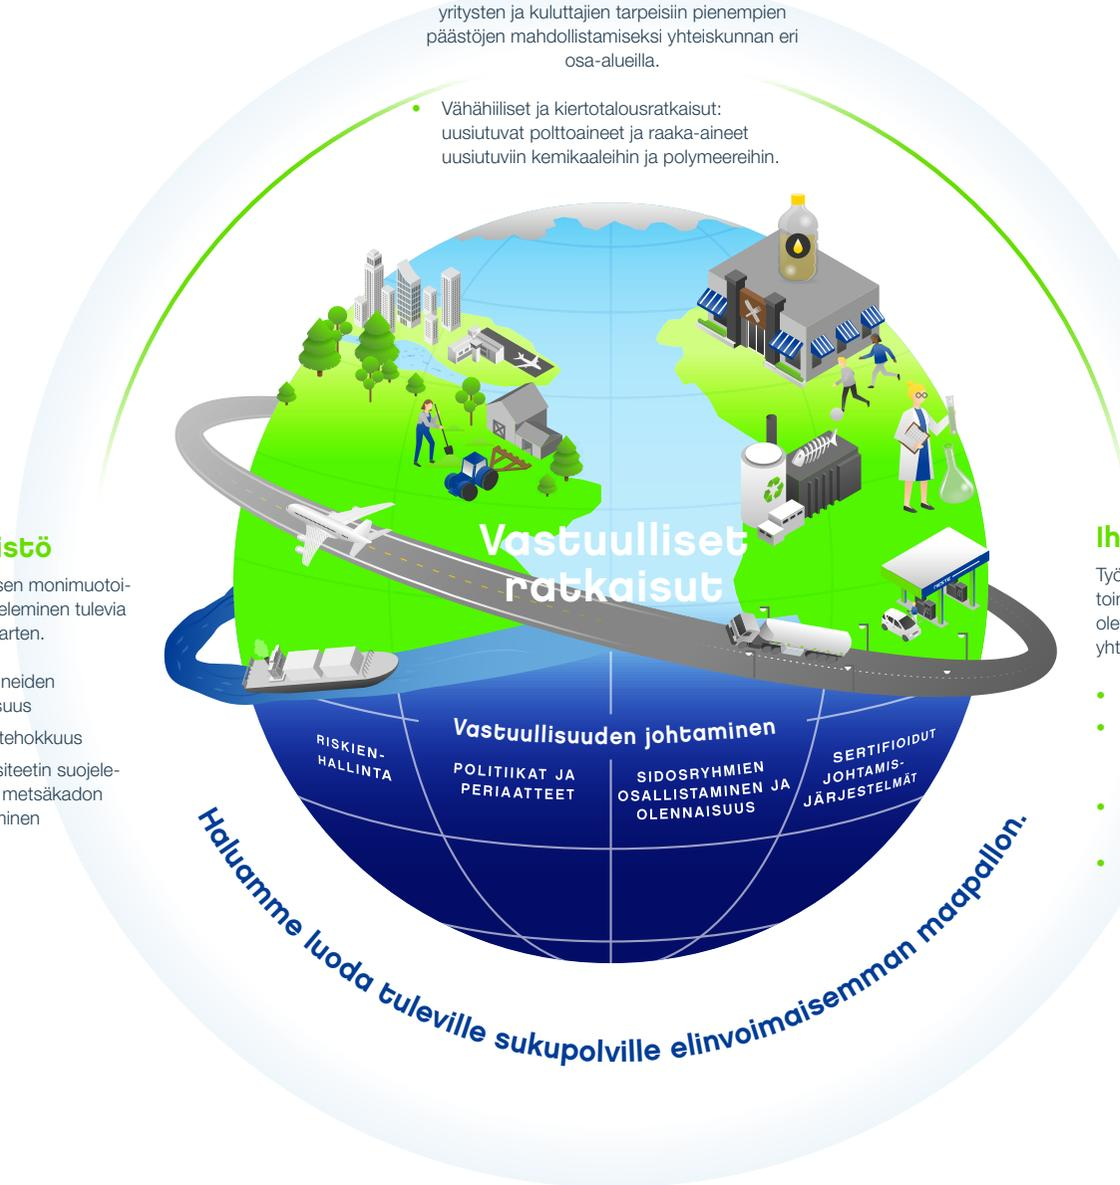 yritysten ja kuluttajien tarpeisiin pienempien
päästöjen mahdollistamiseksi yhteiskunnan eri
osa-alueilla.
• Vähähiiliset ja kiertotalousratkaisut:
uusiutuvat polttoaineet ja raaka-aineet
uusiutuviin kemikaaleihin ja polymeereihin.
Vastuulliset
ratkaisut
NESTE
istö
sen monimuotoi-
eleminen tulevia
arten.
neiden
suus
tehokkuus
siteetin suojele-
metsäkadon
minen
Ih
Työ
toir
ole
yht
Vastuullisuuden johtaminen
RISKIEN-
HALLINTA
POLITIIKAT JA
PERIAATTEET
SIDOSRYHMIEN
OSALLISTAMINEN JA
OLENNAISUUS
SERTIFIOIDUT
JOHTAMIS-
JÄRJESTELMÄT
Haluamme luoda tuleville sukupolville elinvoimaisemman maapallon.